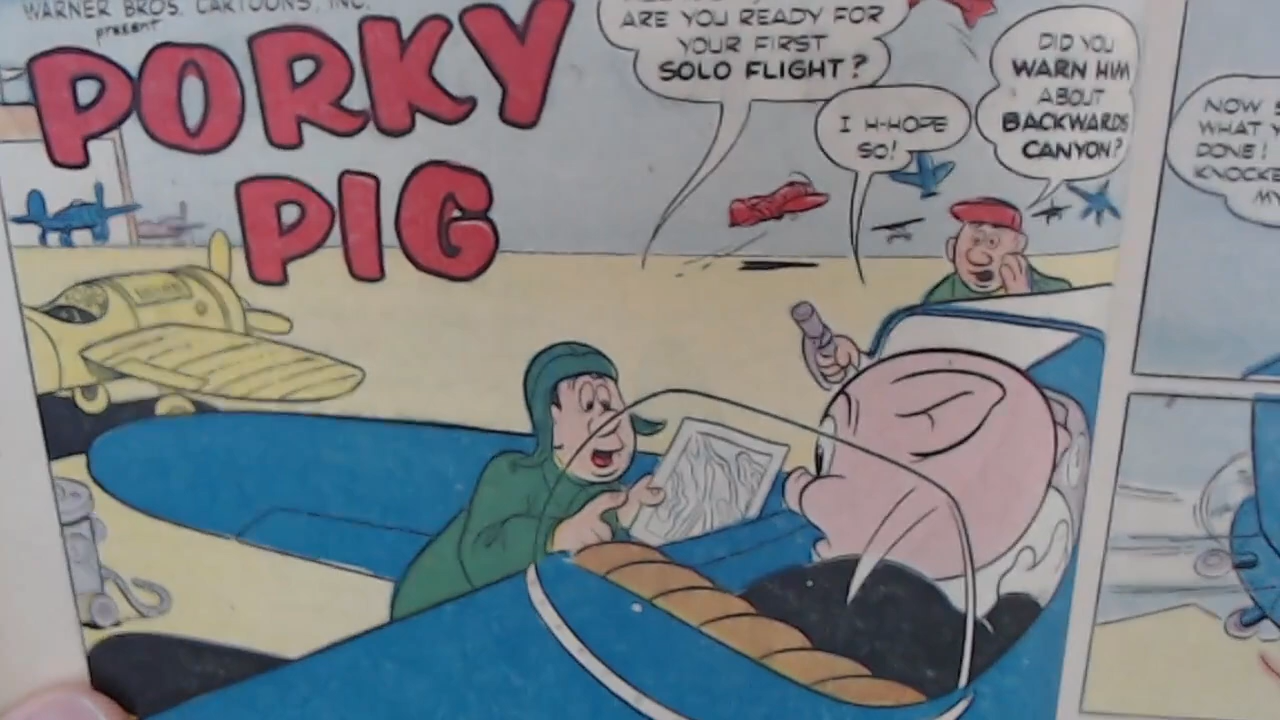 WARNER BROS. CARTOONS, INC.
present
PORKY
PIG
ARE YOU READY FOR
YOUR FIRST
SOLO FLIGHT?
I H-HOPE
SO!
DID YOU
WARN HIM
ABOUT
BACKWARDS
CANYON?
NOW
WHAT
DONE!